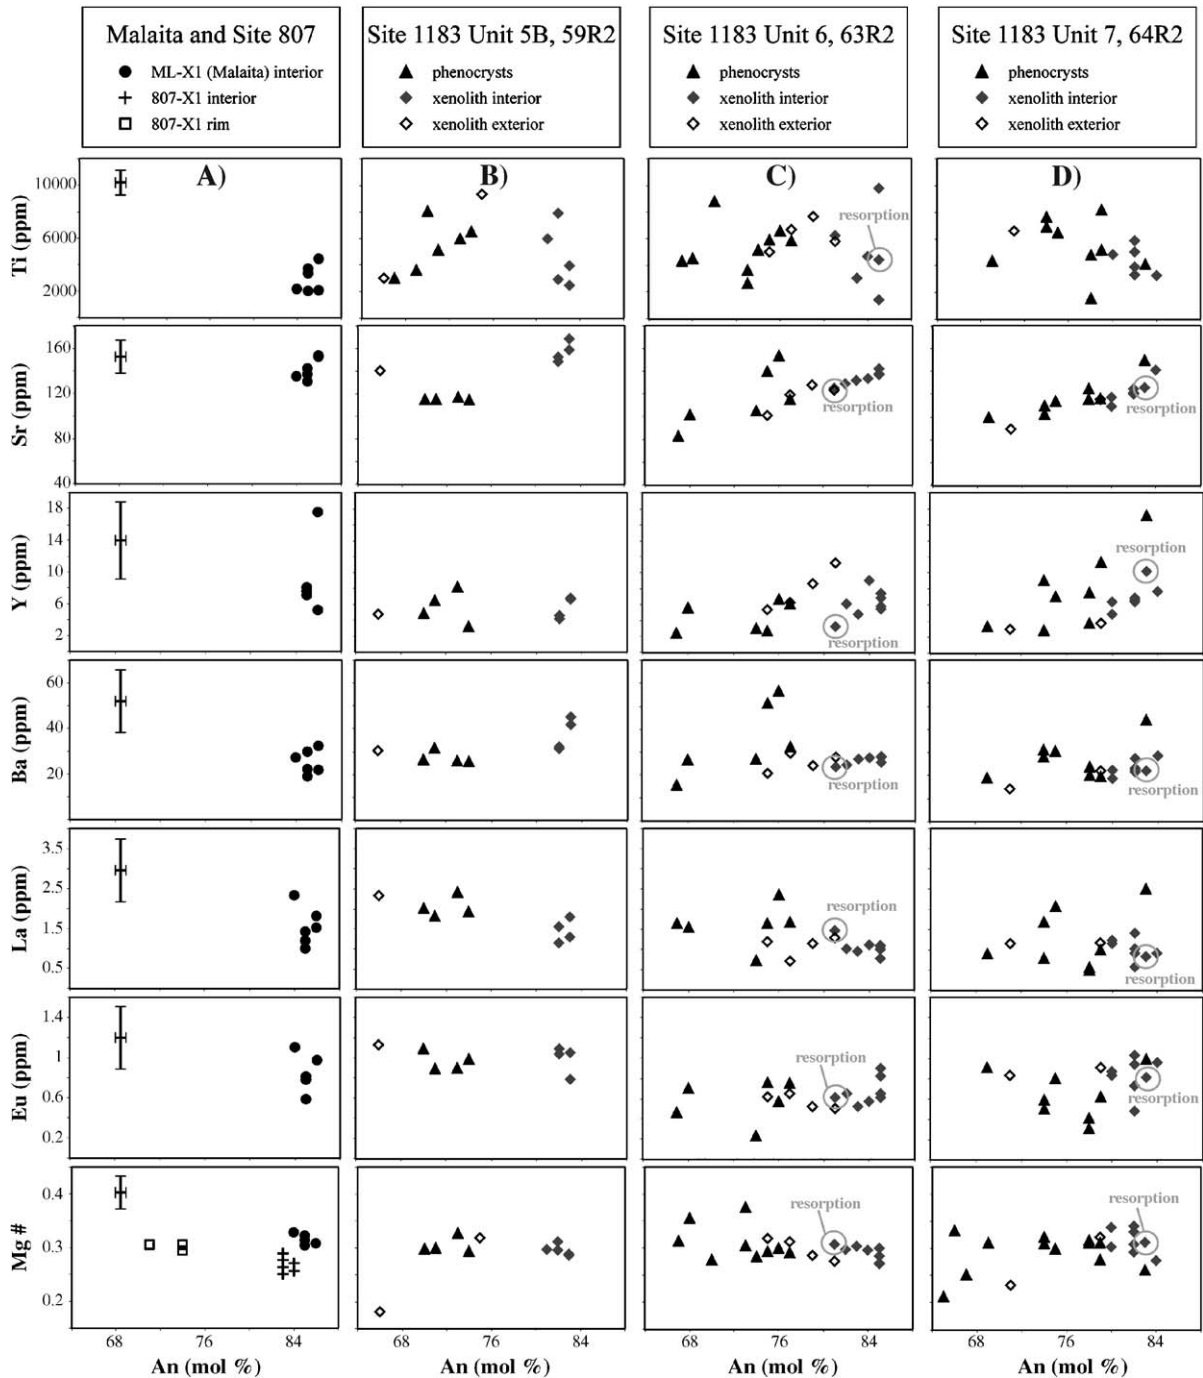 Malaita and Site 807
ML-X1 (Malaita) interior
807-X1 interior
807-X1 rim
Site 1183 Unit 5B, 59R2
phenocrysts
xenolith interior
xenolith exterior
Site 1183 Unit 6, 63R2
phenocrysts
xenolith interior
xenolith exterior
Site 1183 Unit 7, 64R2
phenocrysts
xenolith interior
xenolith exterior
A)
B)
C)
D)
Ti (ppm)
10000
6000
2000
resorption
Sr (ppm)
160
120
80
40
resorption
resorption
Y (ppm)
18
14
10
6
2
resorption
resorption
Ba (ppm)
60
40
20
resorption
resorption
La (ppm)
3.5
2.5
1.5
0.5
resorption
resorption
Eu (ppm)
1.4
1
0.6
0.2
resorption
resorption
Mg #
0.4
0.3
0.2
resorption
resorption
68 76 84
68 76 84
68 76 84
68 76 84
An (mol %)
An (mol %)
An (mol %)
An (mol %)